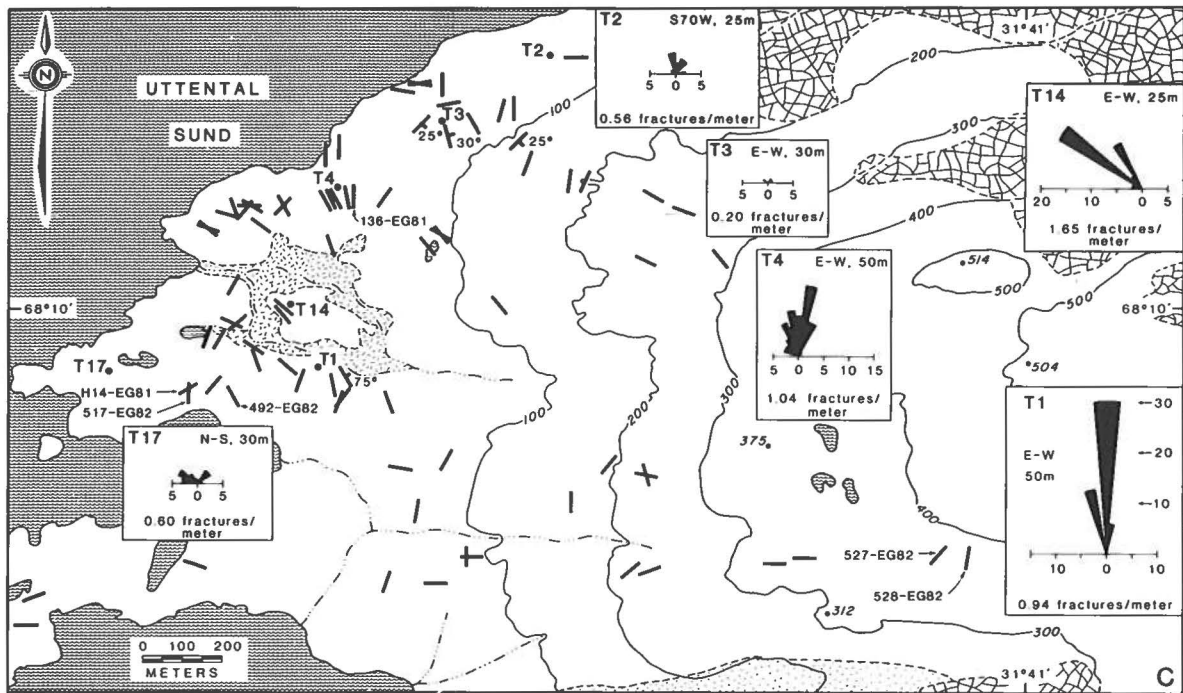 N
UTTENTAL
SUND
T2
T2
S70W, 25m
5 0 5
0.56 fractures/meter
31°41′
200
100
300
T14
E-W, 25m
20 0 5
1.65 fractures/
meter
T3
25°
30°
25°
T3
E-W, 30m
5 0 5
0.20 fractures/
meter
T4
136-EG81
400
T4
E-W, 50m
5 0 5 10 15
1.04 fractures/
meter
514
500
500
68°10′
68°10′
T14
T17
T1
75°
504
H14-EG81
517-EG82
492-EG82
100
200
300
375
T17
N-S, 30m
5 0 5
0.60 fractures/
meter
T1
30
E-W
50m
20
10
10 0 10
0.94 fractures/meter
400
527-EG82
528-EG82
312
300
0 100 200
METERS
31°41′
C